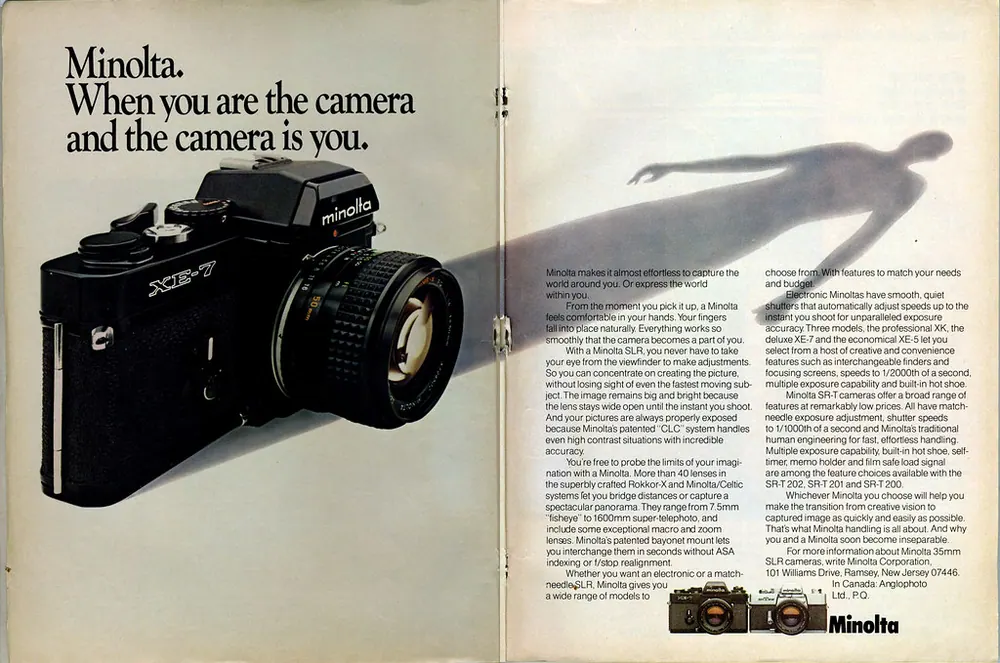 Minolta.
When you are the camera
and the camera is you.
minolta
XE-7
50mm
Minolta makes it almost effortless to capture the
world around you. Or express the world
within you.
From the moment you pick it up, a Minolta
feels comfortable in your hands. Your fingers
fall into place naturally. Everything works so
smoothly that the camera becomes a part of you.
With a Minolta SLR, you never have to take
your eye from the viewfinder to make adjustments.
So you can concentrate on creating the picture,
without losing sight of even the fastest moving sub-
ject. The image remains big and bright because
the lens stays wide open until the instant you shoot.
And your pictures are always properly exposed
because Minolta's patented "CLC" system handles
even high contrast situations with incredible
accuracy.
You're free to probe the limits of your imagi-
nation with a Minolta. More than 40 lenses in
the superbly crafted Rokkor-X and Minolta/Celtic
systems let you bridge distances or capture a
spectacular panorama. They range from 7.5mm
"fisheye" to 1600mm super-telephoto, and
include some exceptional macro and zoom
lenses. Minolta's patented bayonet mount lets
you interchange them in seconds without ASA
indexing or f/stop realignment.
Whether you want an electronic or a match-
needle SLR, Minolta gives you
a wide range of models to
choose from. With features to match your needs
and budget.
Electronic Minoltas have smooth, quiet
shutters that automatically adjust speeds up to the
instant you shoot for unparalleled exposure
accuracy. Three models, the professional XK, the
deluxe XE-7 and the economical XE-5 let you
select from a host of creative and convenience
features such as interchangeable finders and
focusing screens, speeds to 1/2000th of a second,
multiple exposure capability and built-in hot shoe.
Minolta SR-T cameras offer a broad range of
features at remarkably low prices. All have match-
needle exposure adjustment, shutter speeds
to 1/1000th of a second and Minolta's traditional
human engineering for fast, effortless handling.
Multiple exposure capability, built-in hot shoe, self-
timer, memo holder and film safe load signal
are among the feature choices available with the
SR-T 202, SR-T 201 and SR-T 200.
Whichever Minolta you choose will help you
make the transition from creative vision to
captured image as quickly and easily as possible.
That's what Minolta handling is all about. And why
you and a Minolta soon become inseparable.
For more information about Minolta 35mm
SLR cameras, write Minolta Corporation,
101 Williams Drive, Ramsey, New Jersey 07446.
In Canada: Anglophoto
Ltd., P.Q.
Minolta